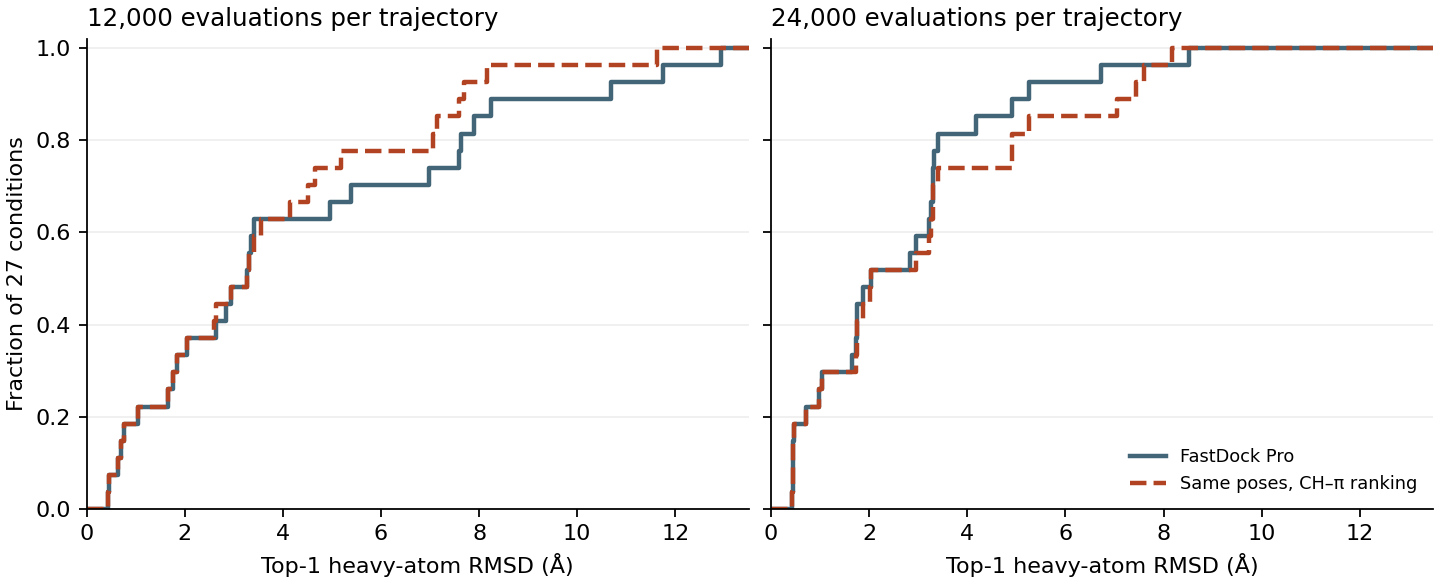 12,000 evaluations per trajectory
24,000 evaluations per trajectory
Fraction of 27 conditions
1.0
0.8
0.6
0.4
0.2
0.0
0 2 4 6 8 10 12
0 2 4 6 8 10 12
Top-1 heavy-atom RMSD (Å)
Top-1 heavy-atom RMSD (Å)
FastDock Pro
Same poses, CH–π ranking